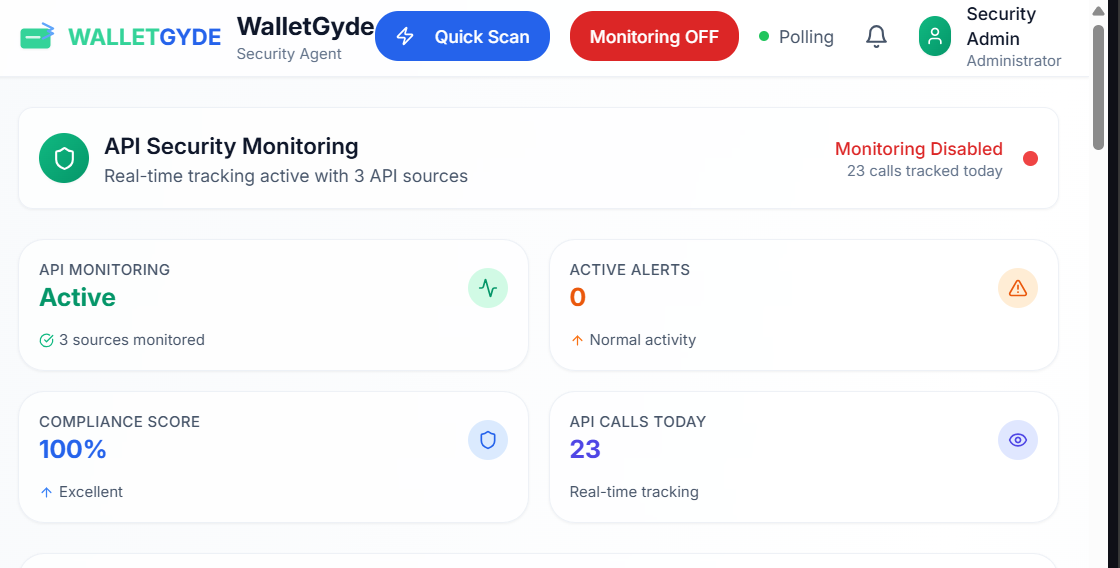 WALLETGYDE
WalletGyde
Security Agent
Quick Scan
Monitoring OFF
Polling
Security
Admin
Administrator
API Security Monitoring
Real-time tracking active with 3 API sources
Monitoring Disabled
23 calls tracked today
API MONITORING
Active
3 sources monitored
ACTIVE ALERTS
0
Normal activity
COMPLIANCE SCORE
100%
Excellent
API CALLS TODAY
23
Real-time tracking